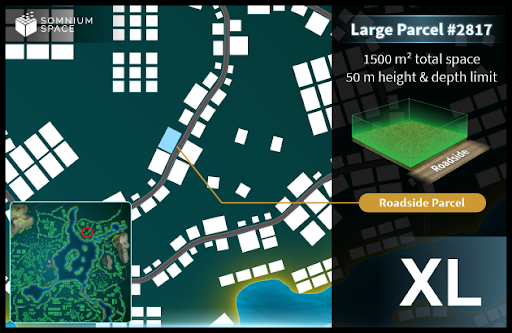 SOMNIUM
SPACE
Large Parcel #2817
1500 m² total space
50 m height & depth limit
Roadside
Roadside Parcel
XL